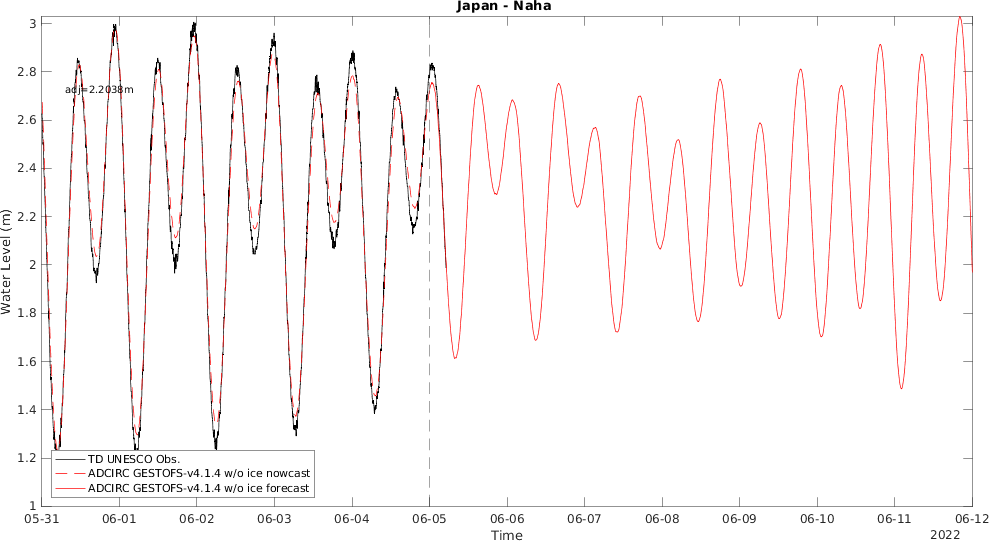 Japan - Naha
adj=2.2038m
Water Level (m)
3
2.8
2.6
2.4
2.2
2
1.8
1.6
1.4
1.2
1
TD UNESCO Obs.
ADCIRC GESTOFS-v4.1.4 w/o ice nowcast
ADCIRC GESTOFS-v4.1.4 w/o ice forecast
05-31 06-01 06-02 06-03 06-04 06-05 06-06 06-07 06-08 06-09 06-10 06-11 06-12
Time
2022